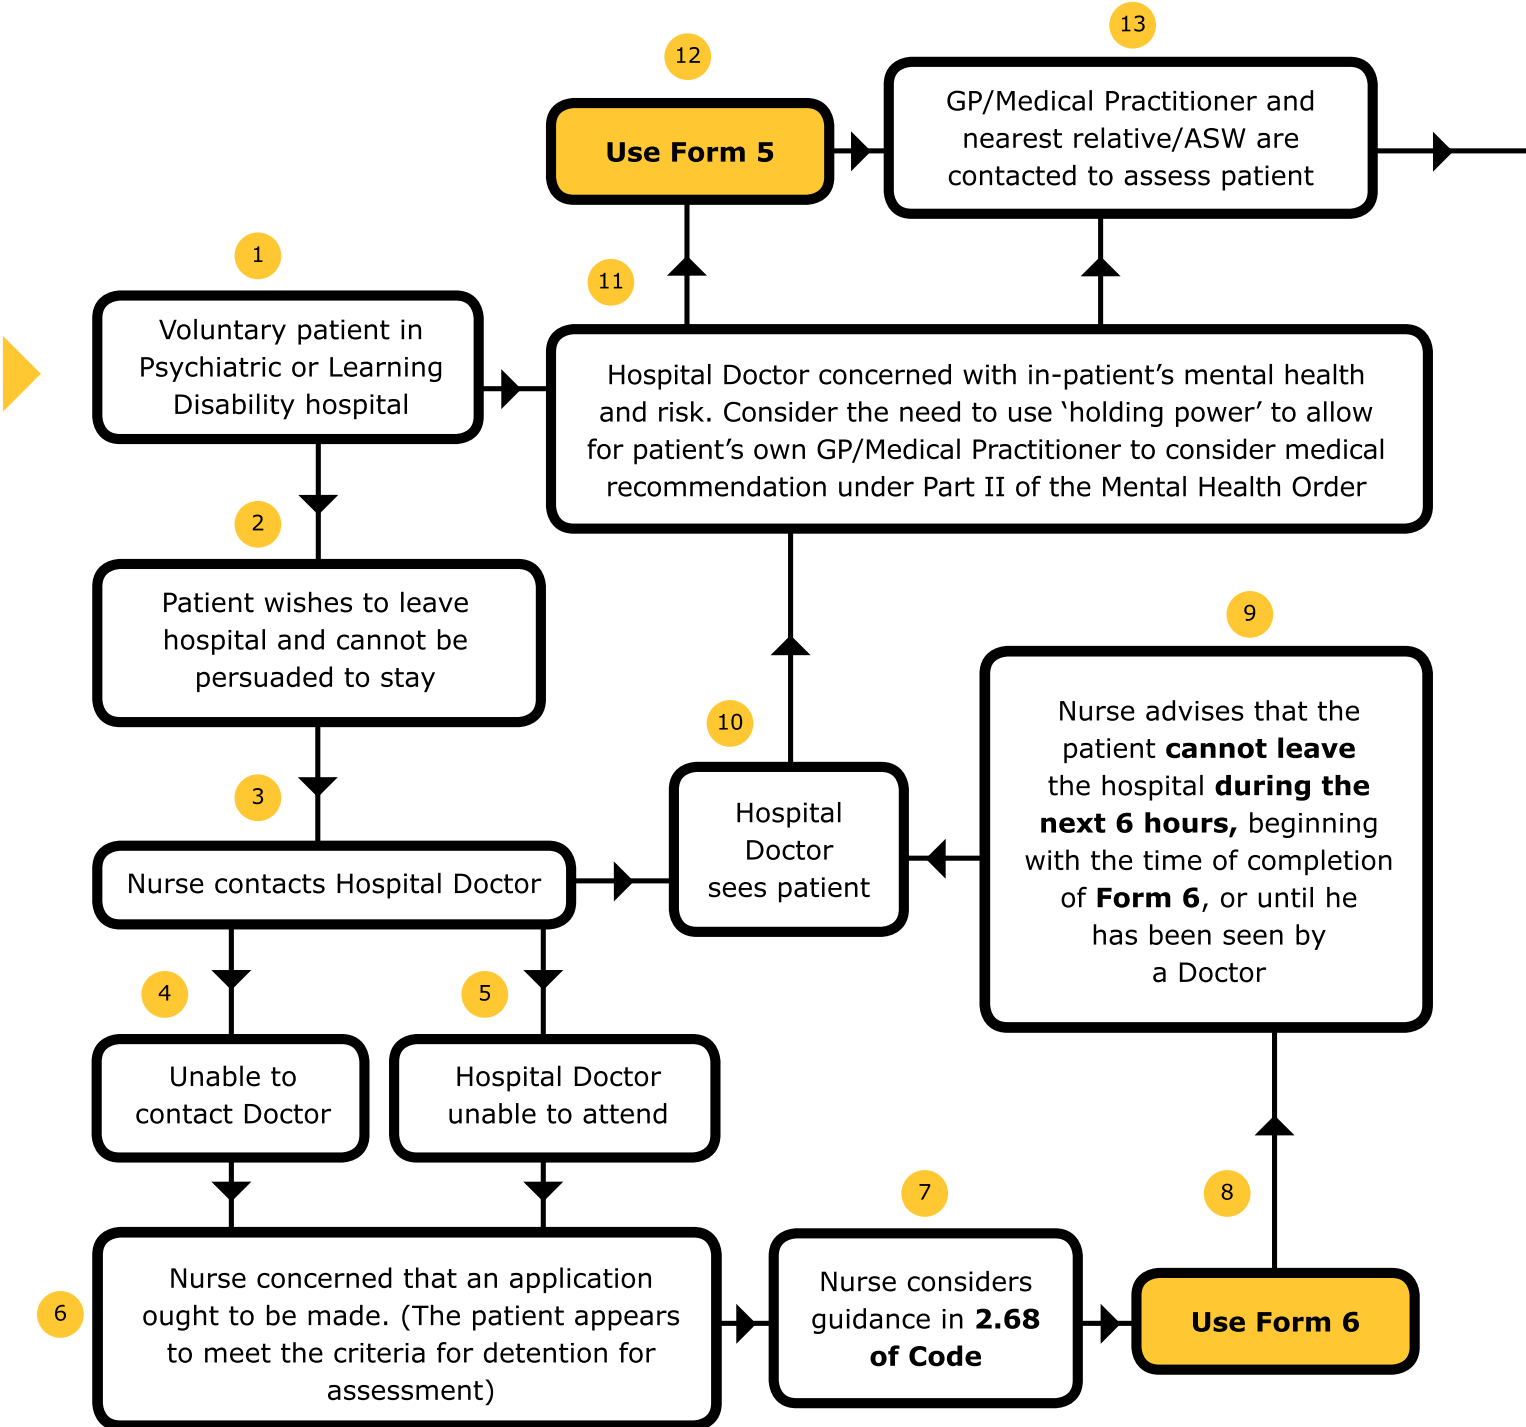 1
Voluntary patient in
Psychiatric or Learning
Disability hospital
2
Patient wishes to leave
hospital and cannot be
persuaded to stay
3
Nurse contacts Hospital Doctor
4
Unable to
contact Doctor
5
Hospital Doctor
unable to attend
6
Nurse concerned that an application
ought to be made. (The patient appears
to meet the criteria for detention for
assessment)
7
Nurse considers
guidance in 2.68
of Code
8
Use Form 6
9
Nurse advises that the
patient cannot leave
the hospital during the
next 6 hours, beginning
with the time of completion
of Form 6, or until he
has been seen by
a Doctor
10
Hospital
Doctor
sees patient
11
Hospital Doctor concerned with in-patient’s mental health
and risk. Consider the need to use ‘holding power’ to allow
for patient’s own GP/Medical Practitioner to consider medical
recommendation under Part II of the Mental Health Order
12
Use Form 5
13
GP/Medical Practitioner and
nearest relative/ASW are
contacted to assess patient